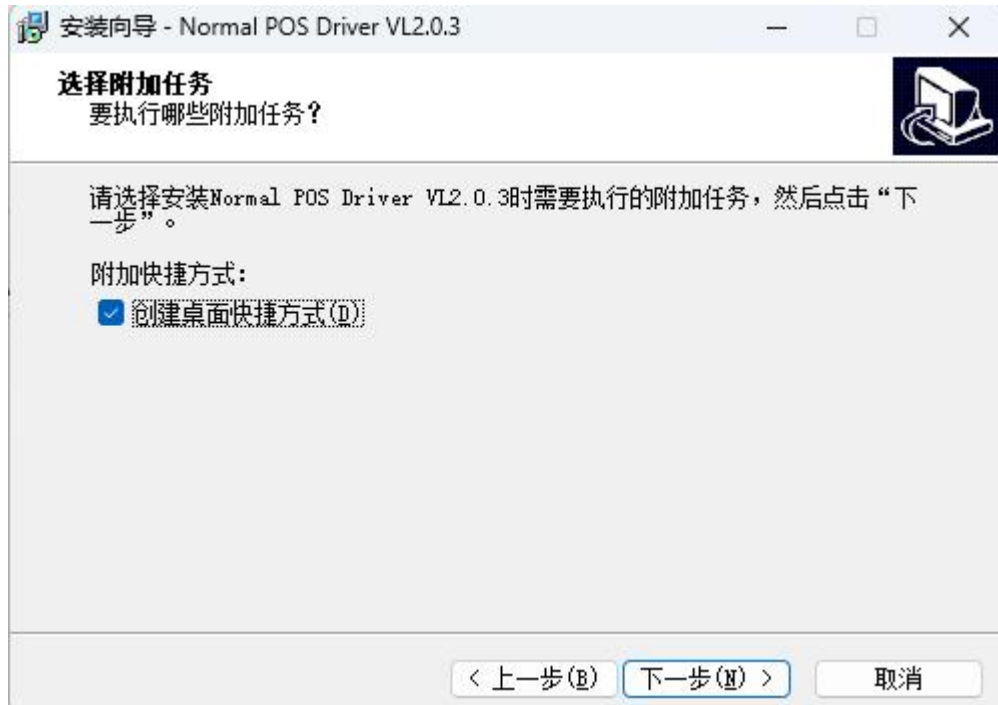 安装向导 - Normal POS Driver VL2.0.3
选择附加任务
要执行哪些附加任务?
请选择安装Normal POS Driver VL2.0.3时需要执行的附加任务，然后点击“下
一步”。
附加快捷方式:
创建桌面快捷方式(D)
< 上一步(B) 下一步(N) > 取消